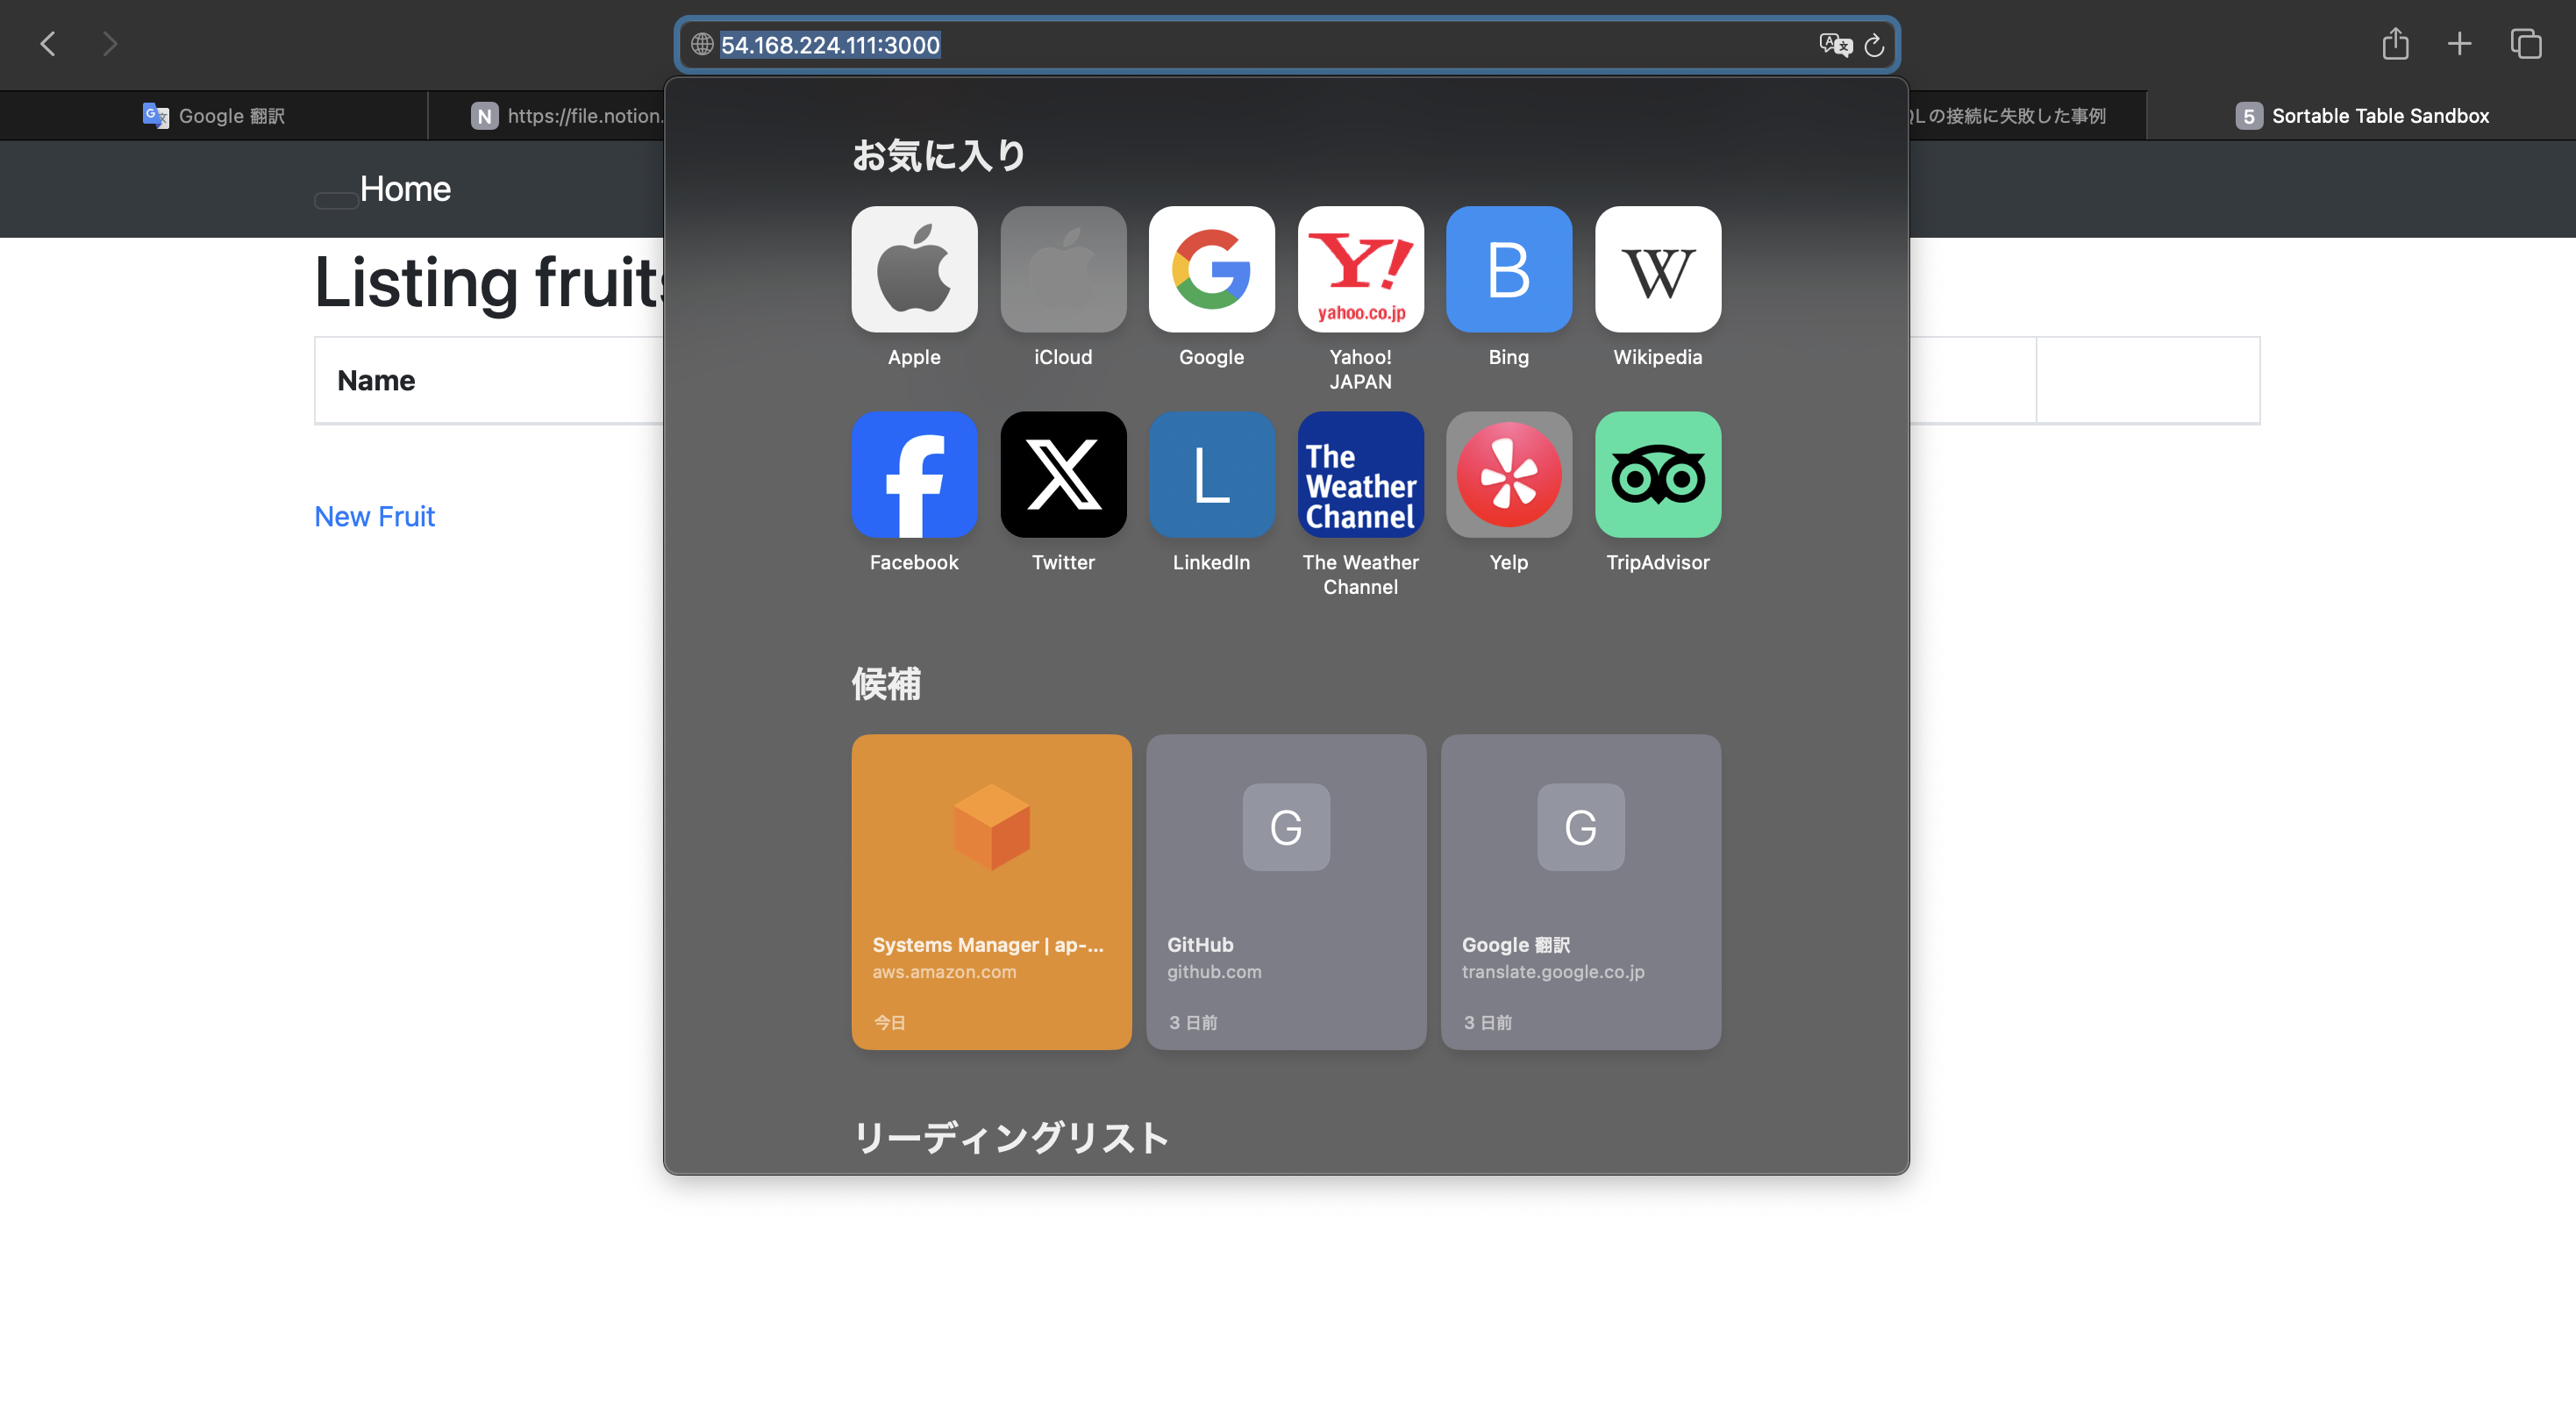 54.168.224.111:3000
Google 翻訳
N https://file.notion.
Lの接続に失敗した事例
5 Sortable Table Sandbox
Home
Listing fruits
Name
New Fruit
お気に入り
G
Y!
yahoo.co.jp
B
W
Apple
iCloud
Google
Yahoo!
JAPAN
Bing
Wikipedia
f
X
L
The
Weather
Channel
Facebook
Twitter
LinkedIn
The Weather
Channel
Yelp
TripAdvisor
候補
G
G
Systems Manager | ap-...
aws.amazon.com
今日
GitHub
github.com
3 日前
Google 翻訳
translate.google.co.jp
3 日前
リーディングリスト